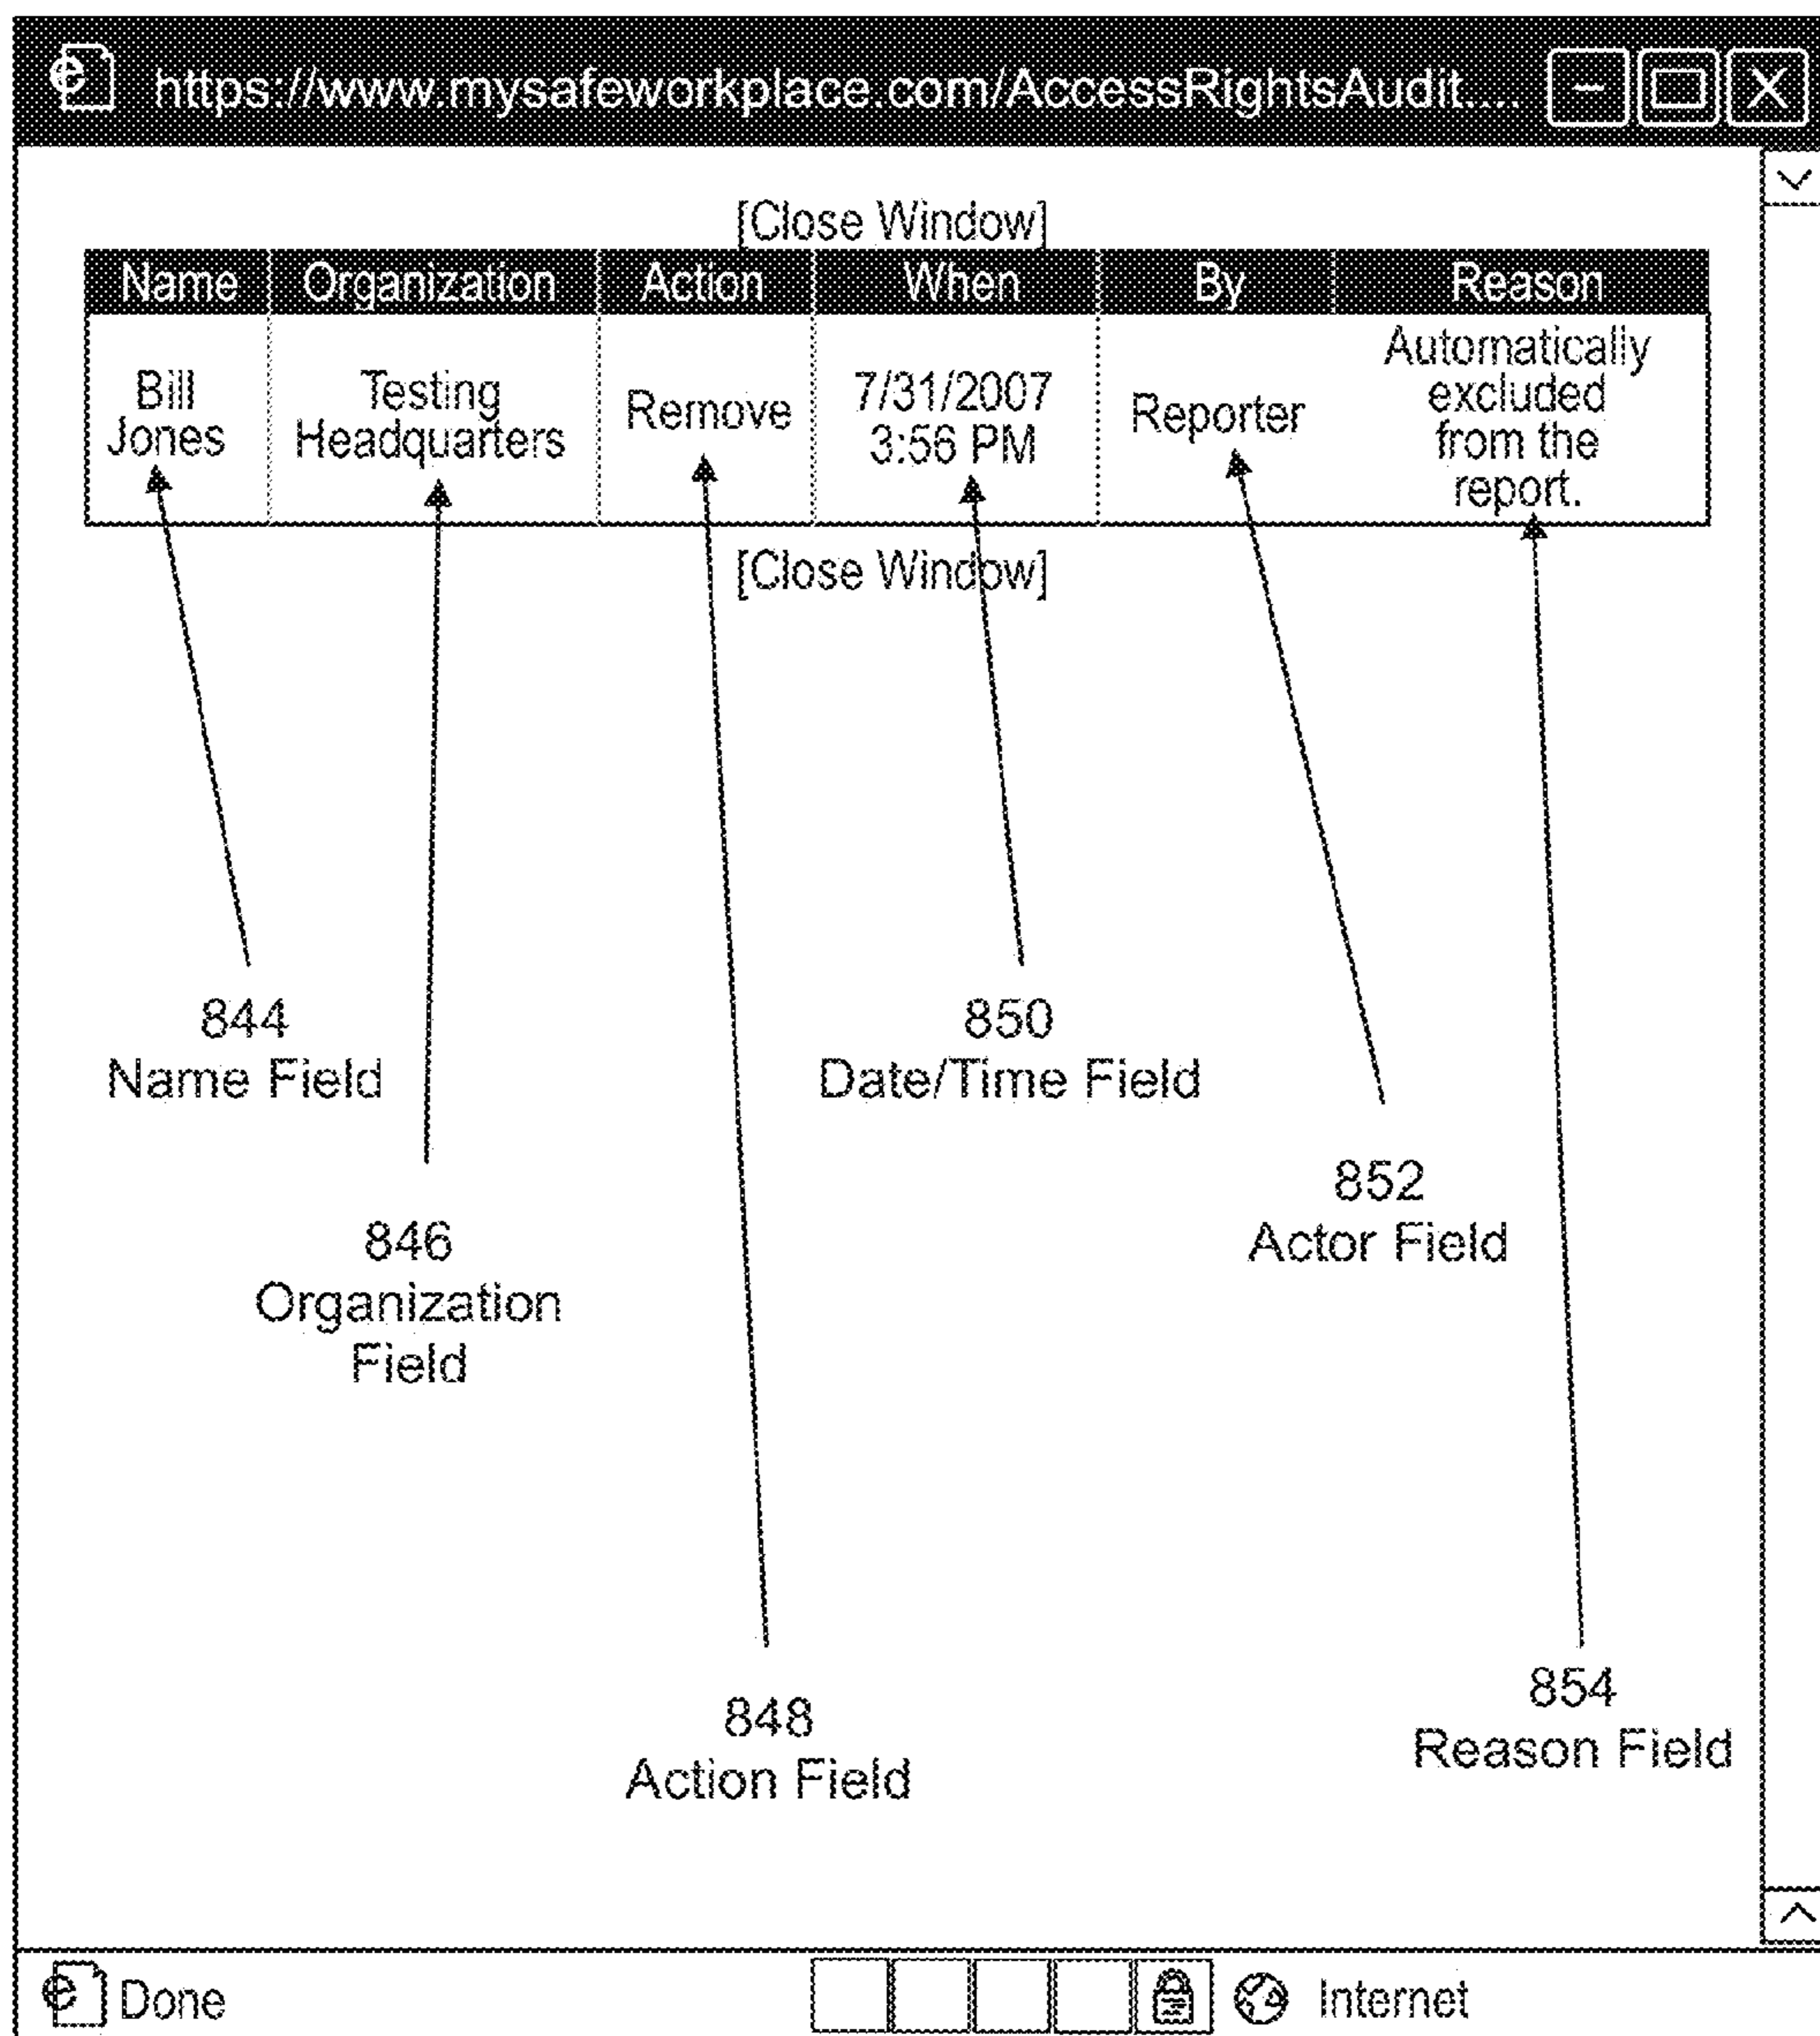 https://www.mysafeworkplace.com/AccessRightsAudit....
[Close Window]
Name Organization Action When By Reason
Bill
Jones
Testing
Headquarters
Remove
7/31/2007
3:56 PM
Reporter
Automatically
excluded
from the
report.
[Close Window]
844
Name Field
850
Date/Time Field
852
Actor Field
846
Organization
Field
854
Reason Field
848
Action Field
Done
Internet